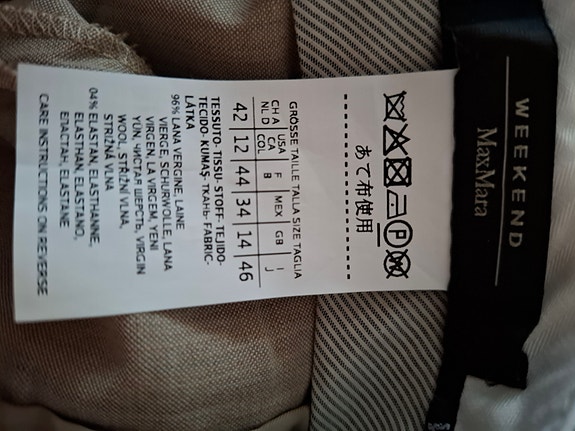 WEEKEND
MaxMara
あて布使用
GRÖSSE TAILLE TALLA SIZE TAGLIA
CH A USA F MEX GB I
NL D CA B J
COL
42 12 44 34 14 46
TESSUTO-TISSU-STOFF-TEJIDO-
TECIDO-KUMAŞ-ТКАНЬ-FABRIC-
LÁTKA
96% LANA VERGINE, LAINE
VIERGE, SCHURWOLLE, LANA
VIRGEN, LA VIRGEM, YENI
YÜN, ЧИСТАЯ ШЕРСТЬ, VIRGIN
WOOL, STŘIŽNÍ VLNA,
STRIŽNÁ VLNA
04% ELASTAN, ELASTHANNE,
ELASTHAN, ELASTANO,
ЕЛАСТАН, ELASTANE
CARE INSTRUCTIONS ON REVERSE